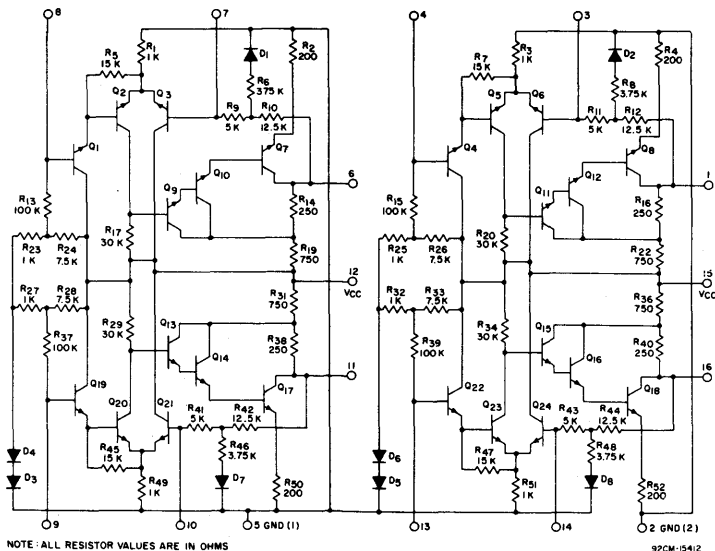 8 7 4 3
R5 15 K R1 1K D1 R2 200 R7 15 K R3 1K D2 R4 200
R6 3.75 K R8 3.75 K
Q2 Q3 R9 5 K R10 12.5 K Q5 Q6 R11 5 K R12 12.5 K
Q1 Q7 Q4 Q8
Q9 Q10 6 Q11 Q12 1
R13 100 K R14 250 R15 100 K R16 250
R23 1 K R24 7.5 K R17 30 K R19 750 R25 1 K R26 7.5 K R20 30 K R22 750
12 VCC 15 VCC
R27 1 K R28 7.5 K R31 750 R32 1 K R33 7.5 K R36 750
R37 100 K R29 30 K Q13 Q14 R38 250 R39 100 K R34 30 K Q15 Q16 R40 250
11 16
Q19 Q17 Q22 Q18
Q20 Q21 R41 5 K R42 12.5 K Q23 Q24 R43 5 K R44 12.5 K
D4 D3 R45 15 K R46 3.75 K D6 D5 R47 15 K R48 3.75 K
R49 1 K D7 R50 200 R51 1 K D8 R52 200
9 10 5 GND (1) 13 14 2 GND (2)
NOTE: ALL RESISTOR VALUES ARE IN OHMS
92CM-15412